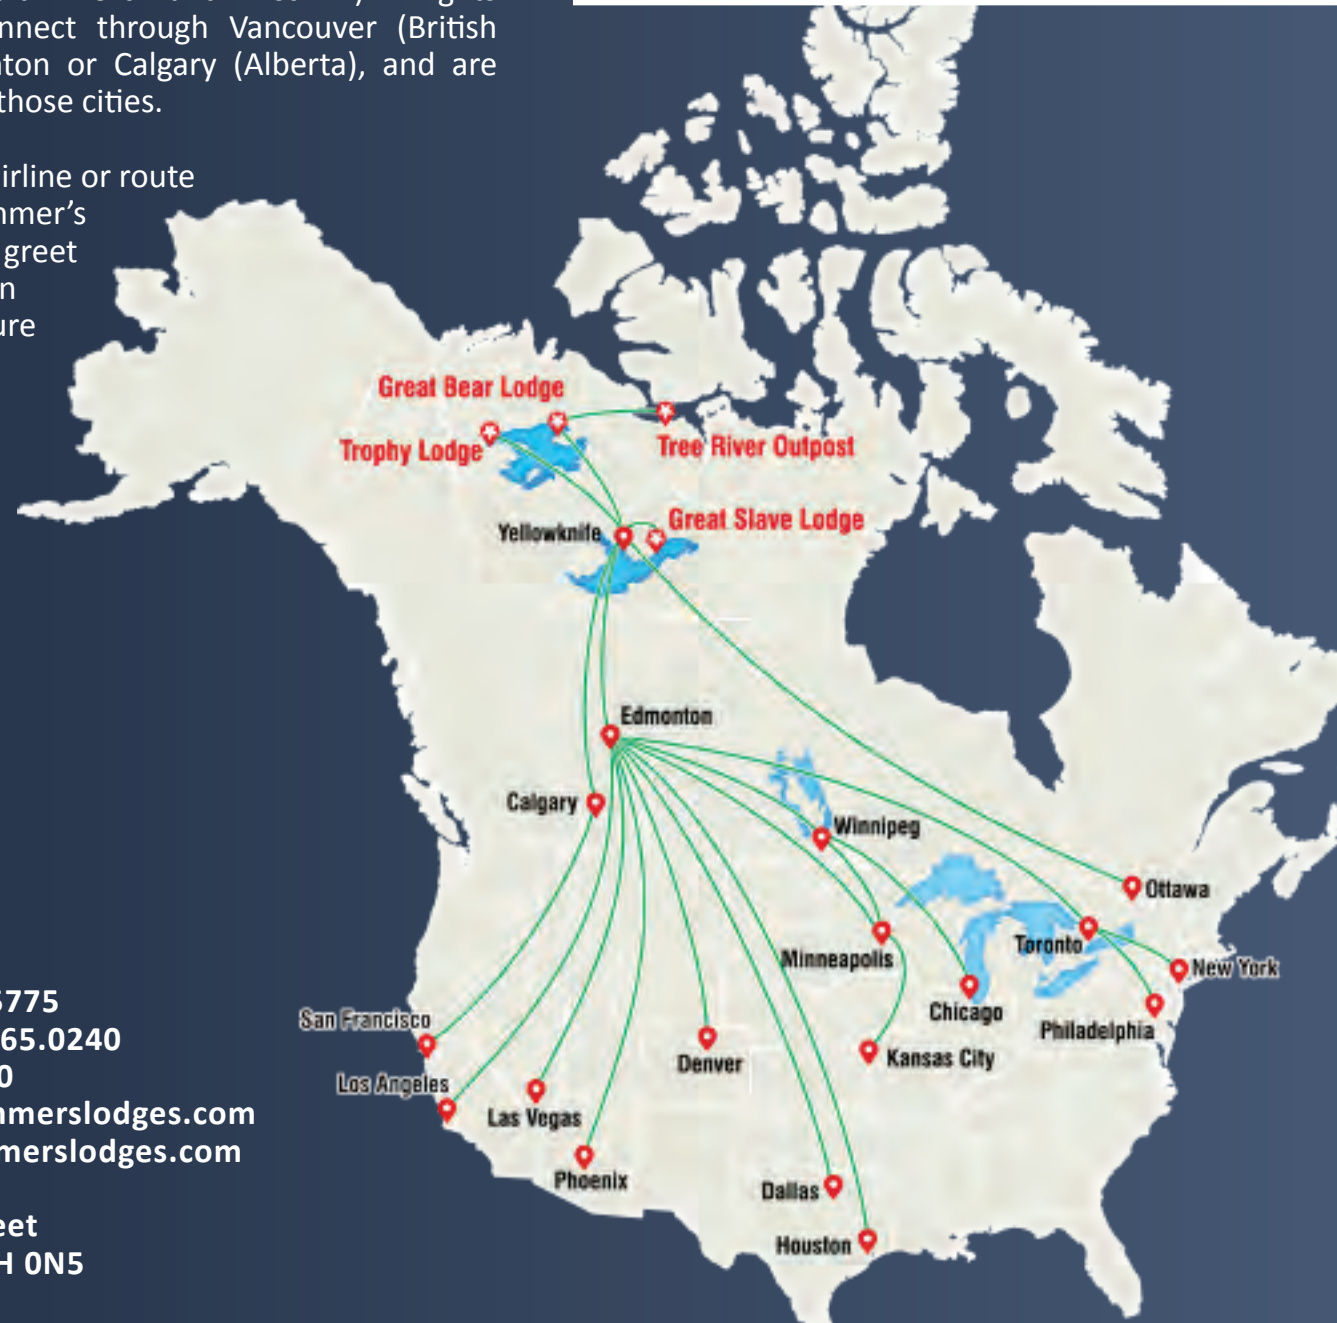 nnect through Vancouver (British
nton or Calgary (Alberta), and are
those cities.
irline or route
nmer’s
greet
n
ure
Great Bear Lodge
Trophy Lodge
Tree River Outpost
Great Slave Lodge
Yellowknife
Edmonton
Calgary
Winnipeg
Ottawa
Toronto
Minneapolis
New York
Chicago
Philadelphia
San Francisco
Denver
Kansas City
Los Angeles
Las Vegas
Phoenix
Dallas
Houston
5775
65.0240
0
nmerslodges.com
merslodges.com
eet
H 0N5